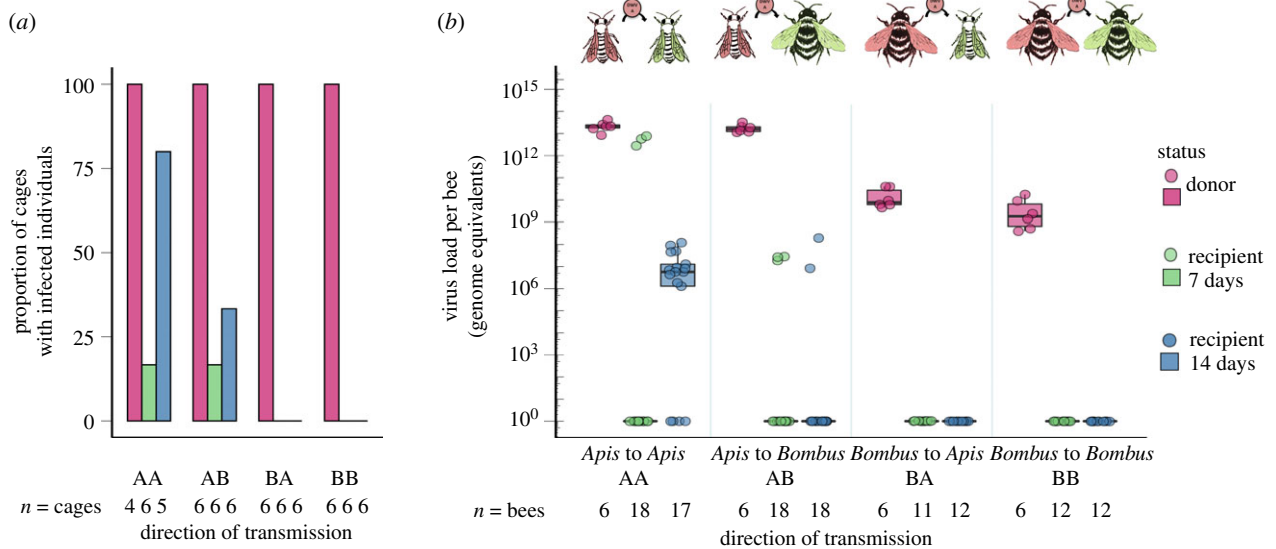 (a)
100
75
50
25
0
proportion of cages
with infected individuals
AA AB BA BB
n = cages 4 6 5 6 6 6 6 6 6 6 6 6
direction of transmission
(b)
10^15
10^12
10^9
10^6
10^3
10^0
virus load per bee
(genome equivalents)
Apis to Apis Apis to Bombus Bombus to Apis Bombus to Bombus
AA AB BA BB
n = bees 6 18 17 6 18 18 6 11 12 6 12 12
direction of transmission
status
donor
recipient
7 days
recipient
14 days